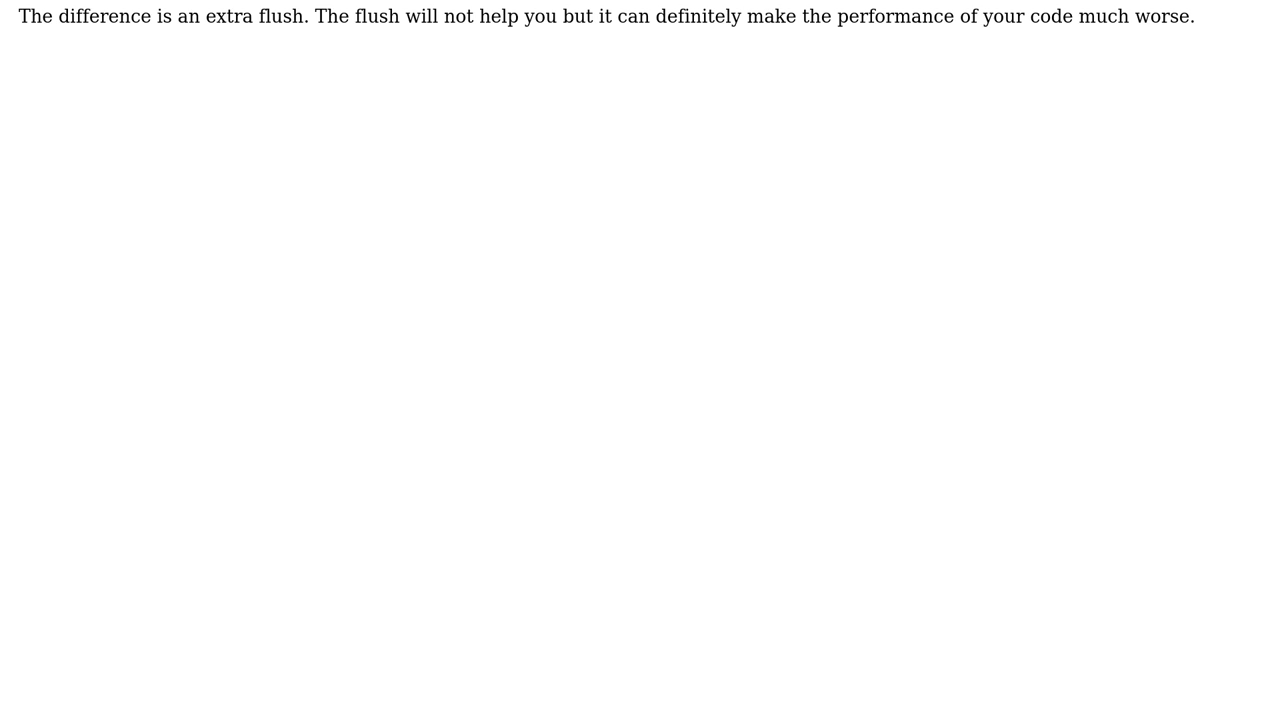 The difference is an extra flush. The flush will not help you but it can definitely make the performance of your code much worse.